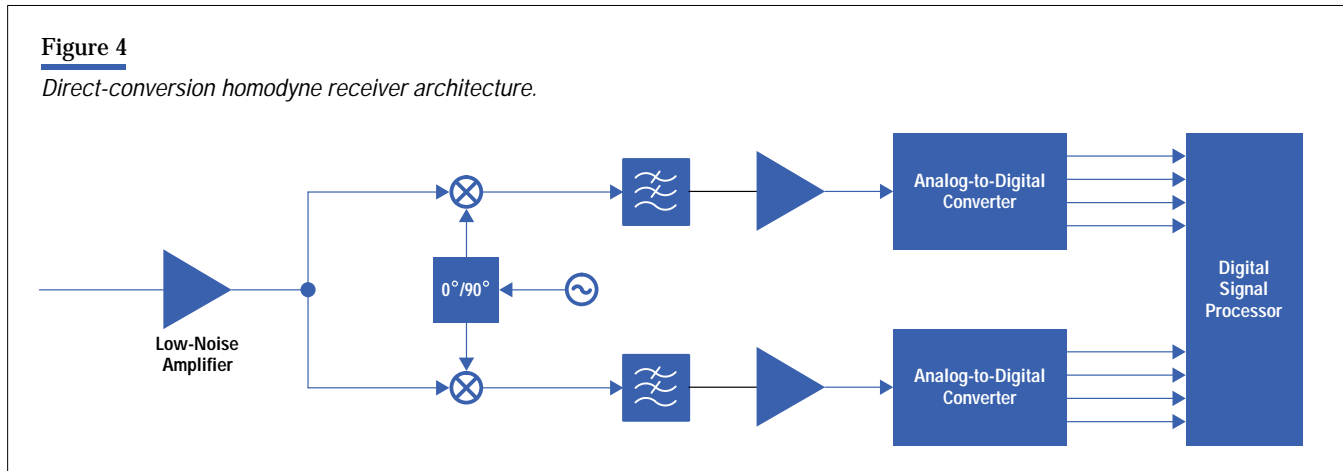 Figure 4
Direct-conversion homodyne receiver architecture.
Low-Noise
Amplifier
0°/90°
Analog-to-Digital
Converter
Analog-to-Digital
Converter
Digital
Signal
Processor